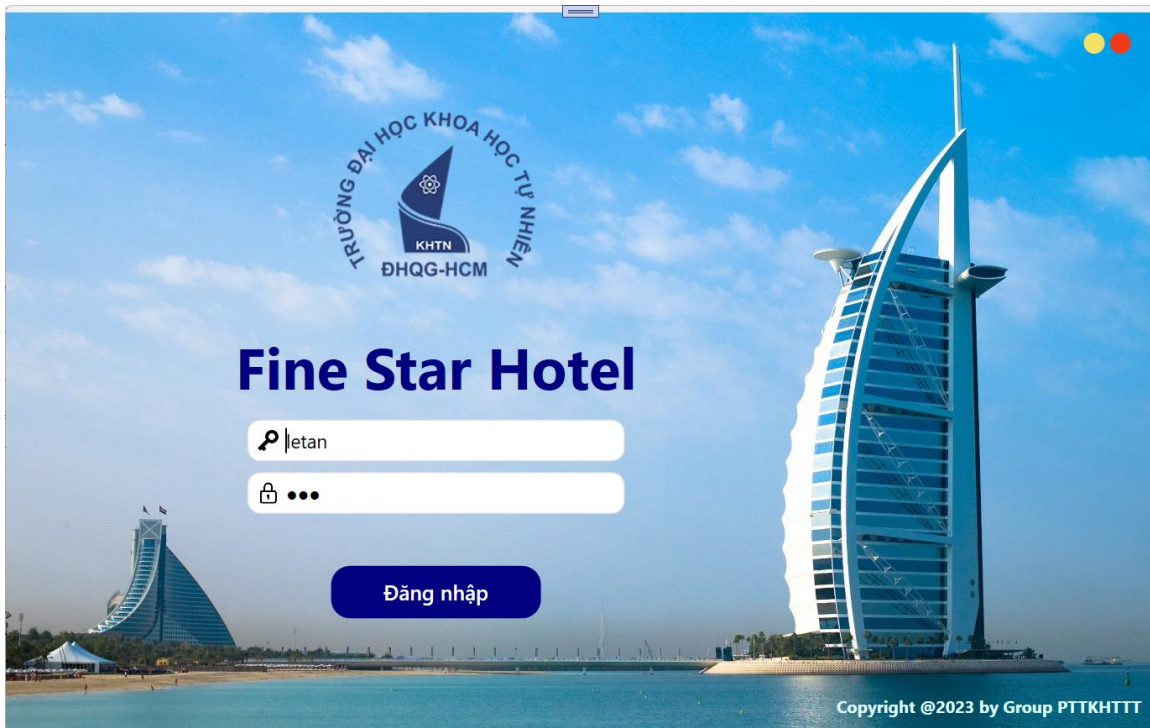 TRƯỜNG ĐẠI HỌC KHOA HỌC TỰ NHIÊN
KHTN
ĐHQG-HCM
Fine Star Hotel
letan
Đăng nhập
Copyright @2023 by Group PTTKHTTT